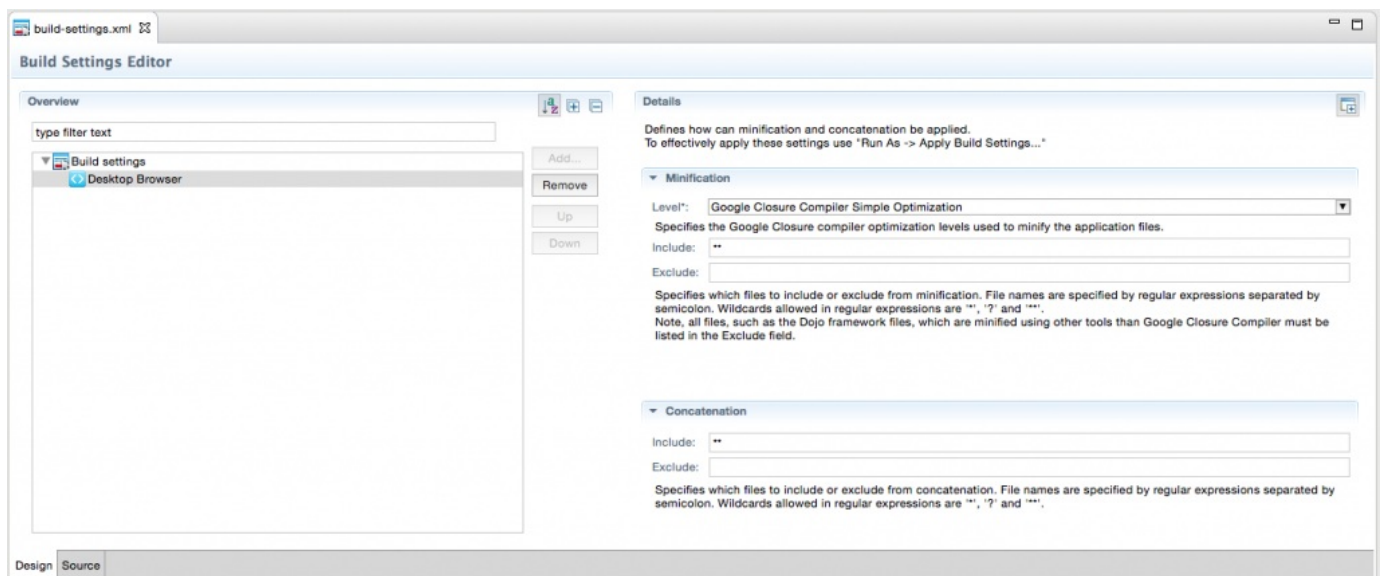 build-settings.xml
Build Settings Editor
Overview
type filter text
Build settings
Desktop Browser
Add...
Remove
Up
Down
Details
Defines how can minification and concatenation be applied.
To effectively apply these settings use "Run As -> Apply Build Settings..."
Minification
Level*: Google Closure Compiler Simple Optimization
Specifies the Google Closure compiler optimization levels used to minify the application files.
Include: **
Exclude:
Specifies which files to include or exclude from minification. File names are specified by regular expressions separated by
semicolon. Wildcards allowed in regular expressions are '*', '?' and '**'.
Note, all files, such as the Dojo framework files, which are minified using other tools than Google Closure Compiler must be
listed in the Exclude field.
Concatenation
Include: **
Exclude:
Specifies which files to include or exclude from concatenation. File names are specified by regular expressions separated by
semicolon. Wildcards allowed in regular expressions are '*', '?' and '**'.
Design Source